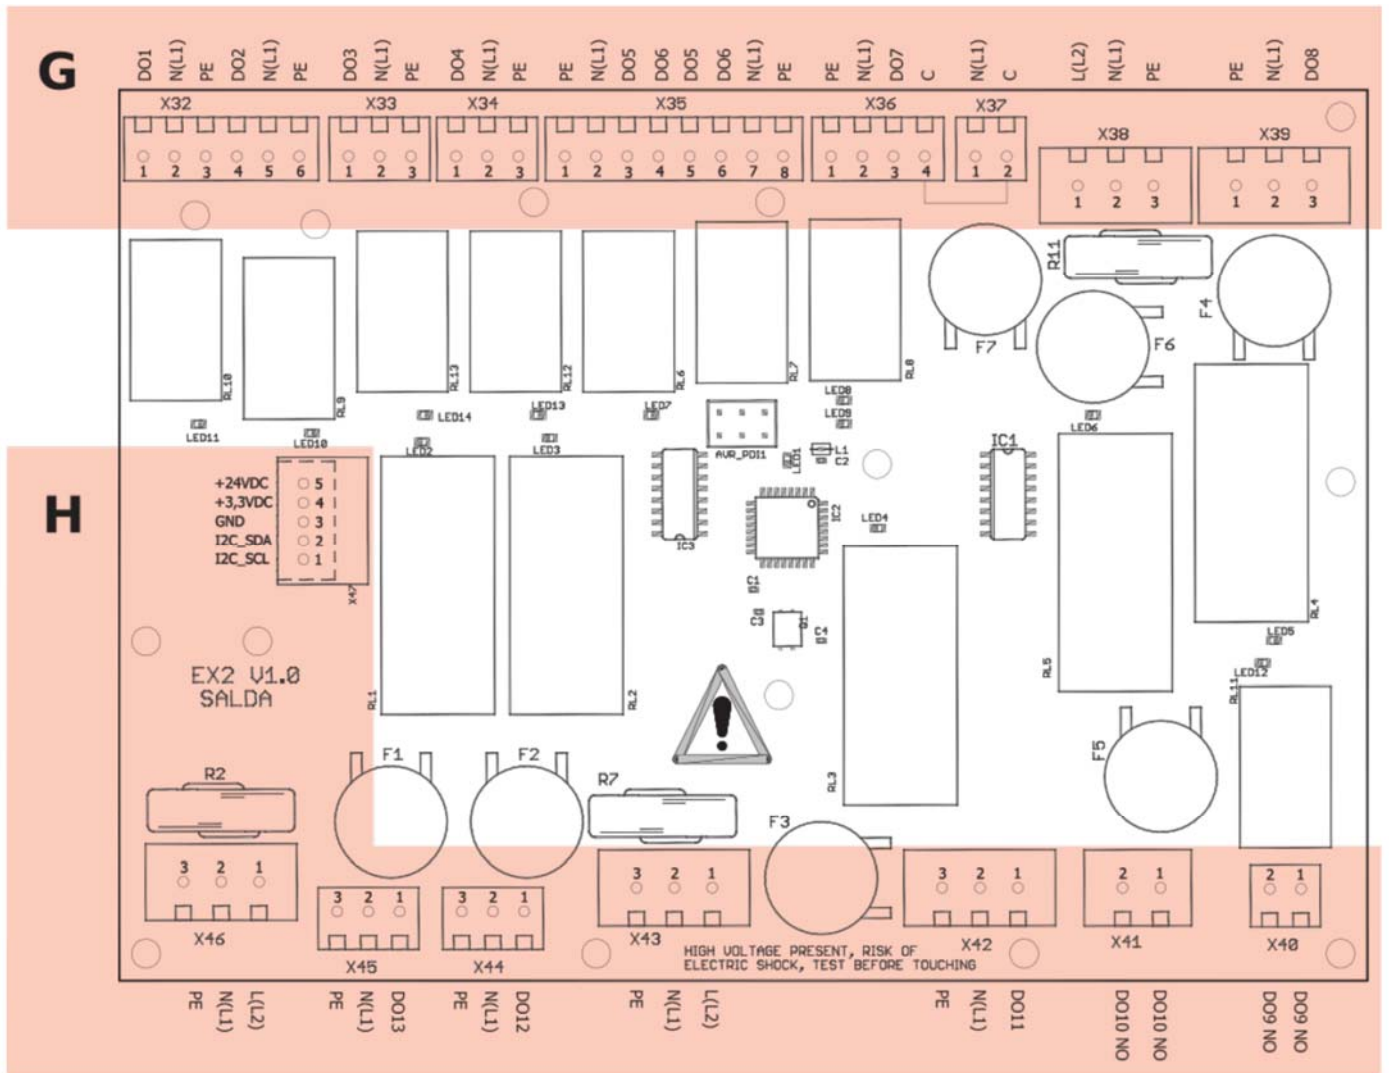 G
DO1 N(L1) PE DO2 N(L1) PE DO3 N(L1) PE DO4 N(L1) PE PE N(L1) DO5 DO6 DO5 DO6 N(L1) PE PE N(L1) DO7 C N(L1) C L(L2) N(L1) PE PE N(L1) DO8
X32 X33 X34 X35 X36 X37
X38 X39
1 2 3 4 5 6 1 2 3 1 2 3 1 2 3 4 5 6 7 8 1 2 3 4 1 2
1 2 3 1 2 3
R11
F7 F6 F4
RL10 RL9 RL13 RL12 RL6 RL7 RL8
LED11 LED10 LED14 LED13 LED7 LED8
LED9
LED2 LED3 AVR_PDI1 LED1 L1
C2
IC1 LED6
H
+24VDC 5
+3,3VDC 4
GND 3
I2C_SDA 2
I2C_SCL 1
X47
IC3 IC2 LED4
C1
C3 Q1 C4
RL4
LED5
LED12
EX2 V1.0
SALDA
RL1 RL2 RL3 RL5 RL11
R2 F1 F2 R7 F3 F5
3 2 1 3 2 1 3 2 1 2 1 2 1
3 2 1 3 2 1
X46 X43 X42 X41 X40
X45 X44
HIGH VOLTAGE PRESENT, RISK OF
ELECTRIC SHOCK, TEST BEFORE TOUCHING
PE N(L1) L(L2) PE N(L1) DO13 PE N(L1) DO12 PE N(L1) L(L2) PE N(L1) DO11 DO10 NO DO10 NO DO9 NO DO9 NO